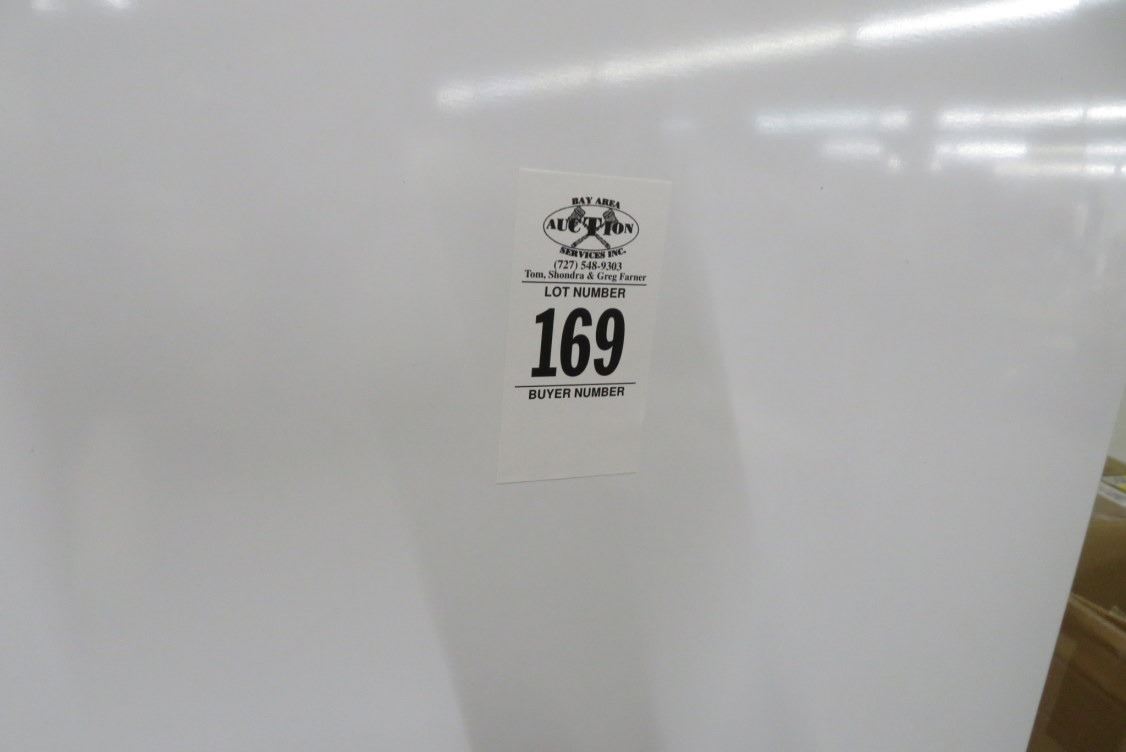 BAY AREA
AUCTION
SERVICES INC.
(727) 548-9303
Tom, Shondra & Greg Farner
LOT NUMBER
169
BUYER NUMBER